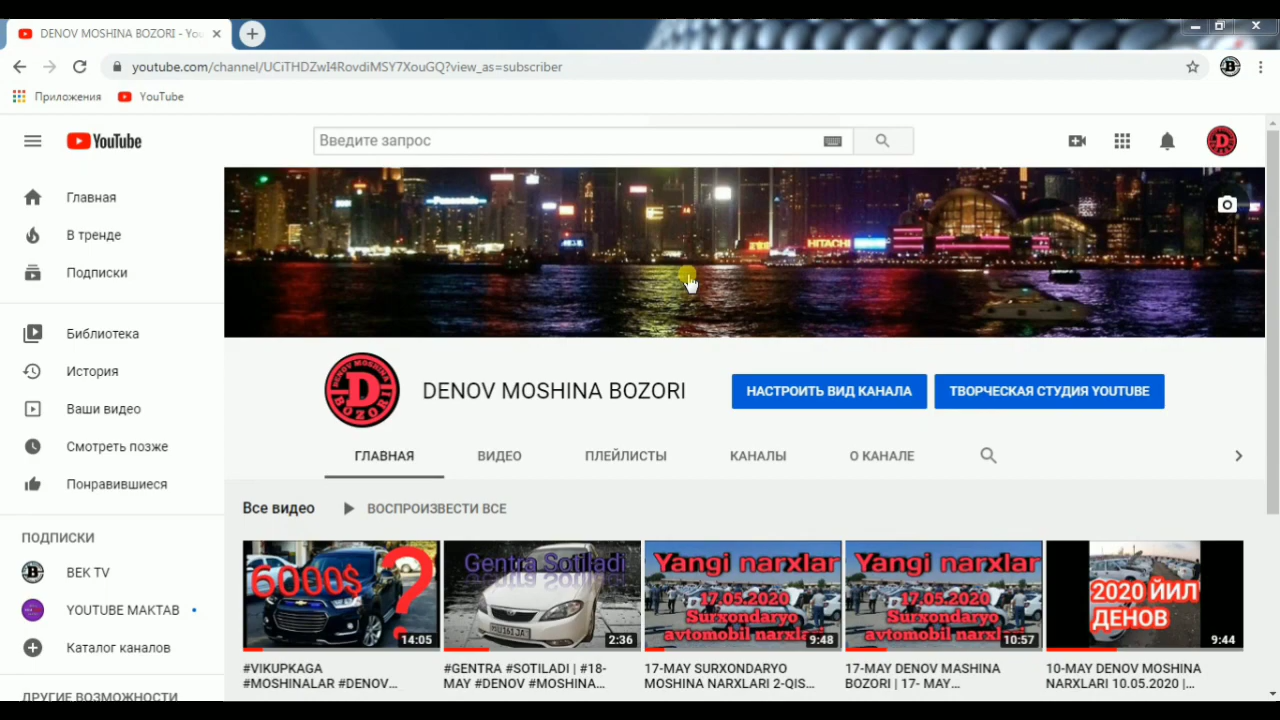 DENOV MOSHINA BOZORI - You
youtube.com/channel/UCiTHDZwI4RovdiMSY7XouGQ?view_as=subscriber
Приложения YouTube
YouTube
Введите запрос
Главная
В тренде
Подписки
Библиотека
История
Ваши видео
Смотреть позже
Понравившиеся
ПОДПИСКИ
BEK TV
YOUTUBE MAKTAB
Каталог каналов
ДРУГИЕ ВОЗМОЖНОСТИ
Panasonic
HITACHI
DENOV MOSHINA
D
BOZORI
DENOV MOSHINA BOZORI
НАСТРОИТЬ ВИД КАНАЛА
ТВОРЧЕСКАЯ СТУДИЯ YOUTUBE
ГЛАВНАЯ ВИДЕО ПЛЕЙЛИСТЫ КАНАЛЫ О КАНАЛЕ
Все видео ВОСПРОИЗВЕСТИ ВСЕ
6000$ ?
14:05
#VIKUPKAGA
#MOSHINALAR #DENOV...
Gentra Sotiladi
2:36
#GENTRA #SOTILADI | #18-
MAY #DENOV #MOSHINA...
Yangi narxlar
17.05.2020
Surxondaryo
avtomobil narxla
9:48
17-MAY SURXONDARYO
MOSHINA NARXLARI 2-QIS...
Yangi narxlar
17.05.2020
Surxondaryo
avtomobil narxla
10:57
17-MAY DENOV MASHINA
BOZORI | 17- MAY...
2020 ЙИЛ
ДЕНОВ
9:44
10-MAY DENOV MOSHINA
NARXLARI 10.05.2020 |...